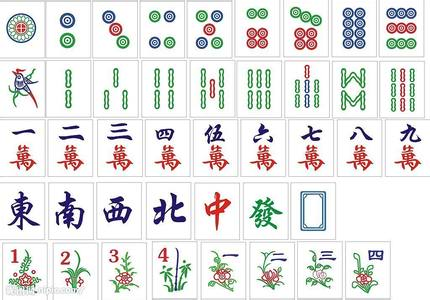 一 二 三 四 伍 六 七 八 九
萬 萬 萬 萬 萬 萬 萬 萬 萬
東 南 西 北 中 發
1 2 3 4 一 二 三 四